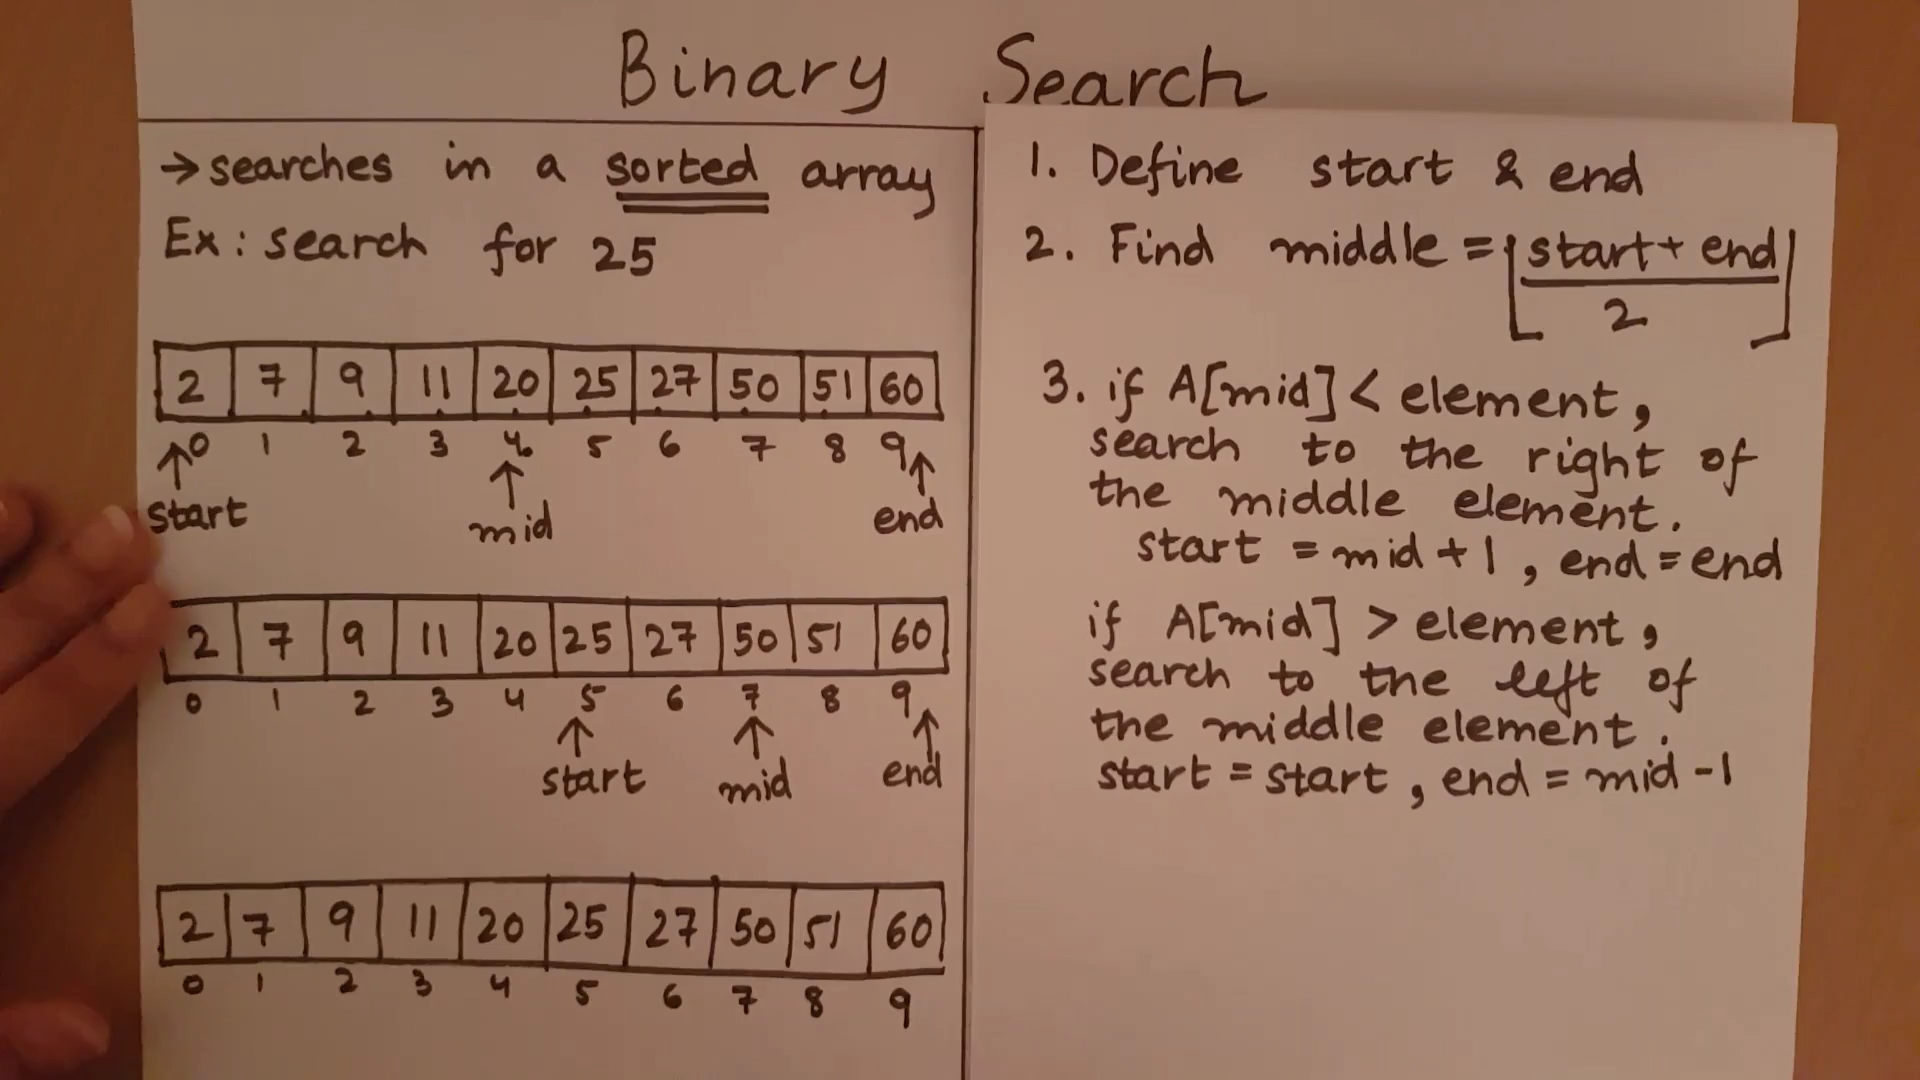 Binary Search
→ searches in a sorted array
Ex: search for 25
2 7 9 11 20 25 27 50 51 60
0 1 2 3 4 5 6 7 8 9
↑ ↑ ↑
start mid end
2 7 9 11 20 25 27 50 51 60
0 1 2 3 4 5 6 7 8 9
↑ ↑ ↑
start mid end
2 7 9 11 20 25 27 50 51 60
0 1 2 3 4 5 6 7 8 9
1. Define start & end
2. Find middle = ⌊start + end
2⌋
3. if A[mid] < element,
search to the right of
the middle element.
start = mid + 1, end = end
if A[mid] > element,
search to the left of
the middle element.
start = start, end = mid - 1